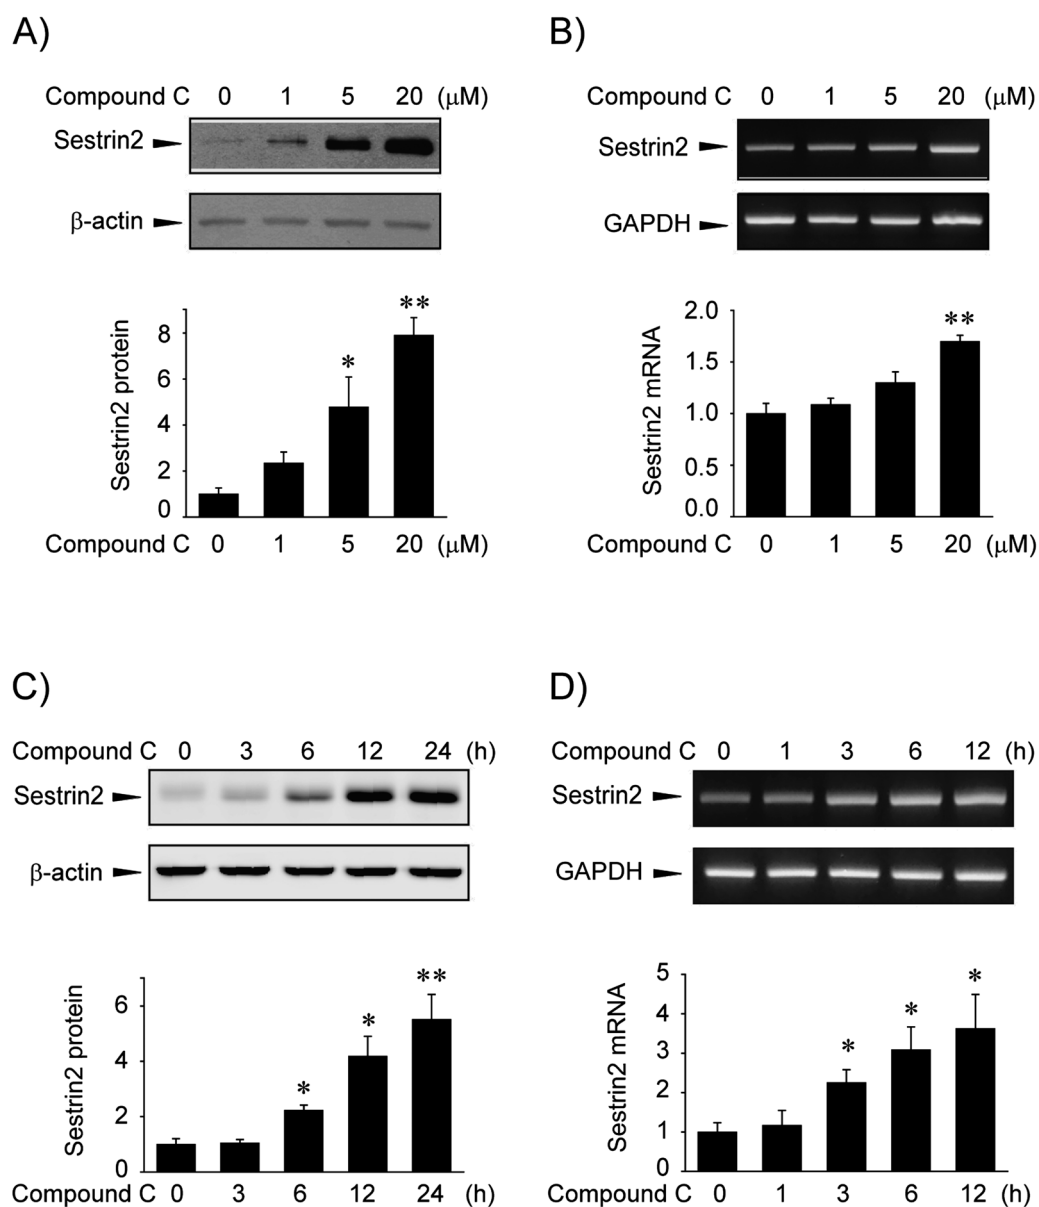 A)
Compound C 0 1 5 20 (μM)
Sestrin2
β-actin
Sestrin2 protein
8
6
4
2
0
* **
Compound C 0 1 5 20 (μM)
B)
Compound C 0 1 5 20 (μM)
Sestrin2
GAPDH
Sestrin2 mRNA
2.0
1.5
1.0
0.5
0.0
**
Compound C 0 1 5 20 (μM)
C)
Compound C 0 3 6 12 24 (h)
Sestrin2
β-actin
Sestrin2 protein
6
4
2
0
* * **
Compound C 0 3 6 12 24 (h)
D)
Compound C 0 1 3 6 12 (h)
Sestrin2
GAPDH
Sestrin2 mRNA
5
4
3
2
1
0
* * *
Compound C 0 1 3 6 12 (h)